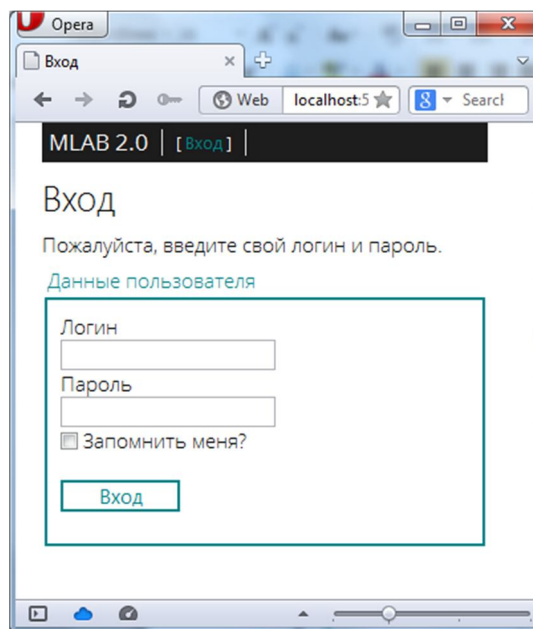 Opera
Вход
Web localhost:5 Search
MLAB 2.0 [Вход]
Вход
Пожалуйста, введите свой логин и пароль.
Данные пользователя
Логин
Пароль
Запомнить меня?
Вход